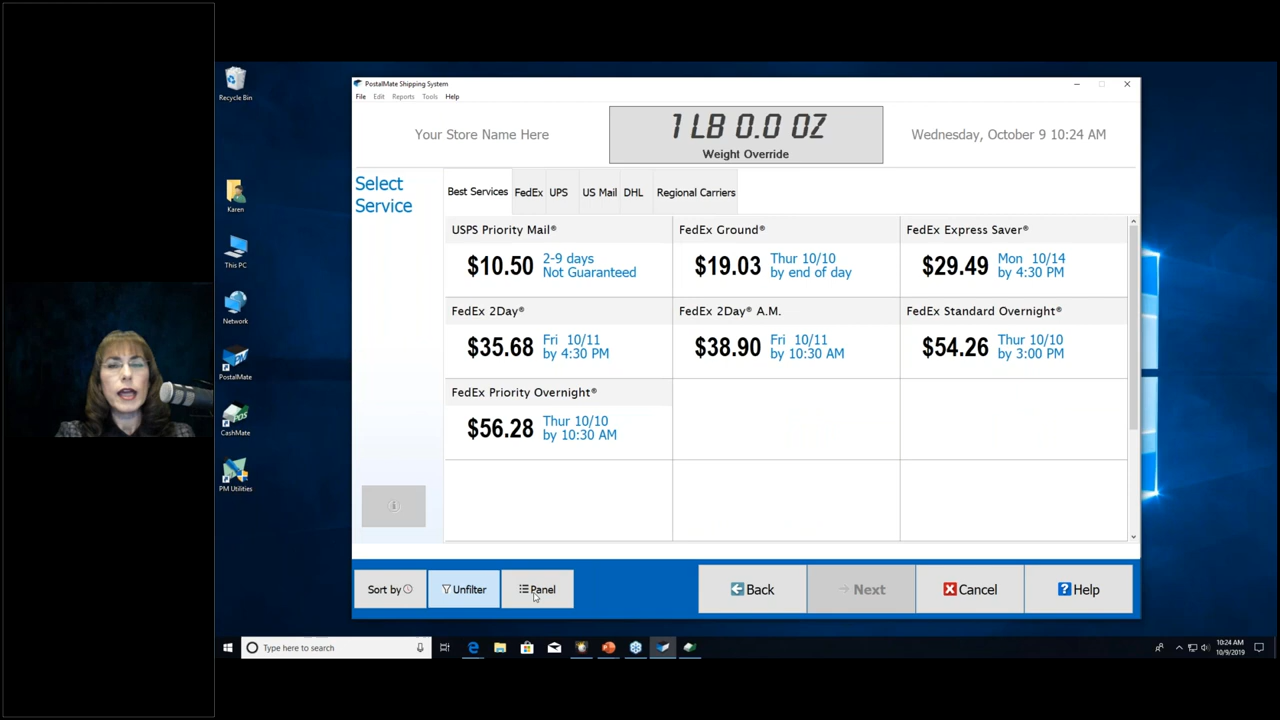 Recycle Bin
Karen
This PC
Network
PostalMate
CashMate
PM Utilities
PostalMate Shipping System
File Edit Reports Tools Help
Your Store Name Here
1 LB 0.0 OZ
Weight Override
Wednesday, October 9 10:24 AM
Select
Service
Best Services FedEx UPS US Mail DHL Regional Carriers
USPS Priority Mail®
$10.50
2-9 days
Not Guaranteed
FedEx Ground®
$19.03
Thur 10/10
by end of day
FedEx Express Saver®
$29.49
Mon 10/14
by 4:30 PM
FedEx 2Day®
$35.68
Fri 10/11
by 4:30 PM
FedEx 2Day® A.M.
$38.90
Fri 10/11
by 10:30 AM
FedEx Standard Overnight®
$54.26
Thur 10/10
by 3:00 PM
FedEx Priority Overnight®
$56.28
Thur 10/10
by 10:30 AM
Sort by
Unfilter
Panel
Back
Next
Cancel
Help
Type here to search
10:24 AM
10/9/2019